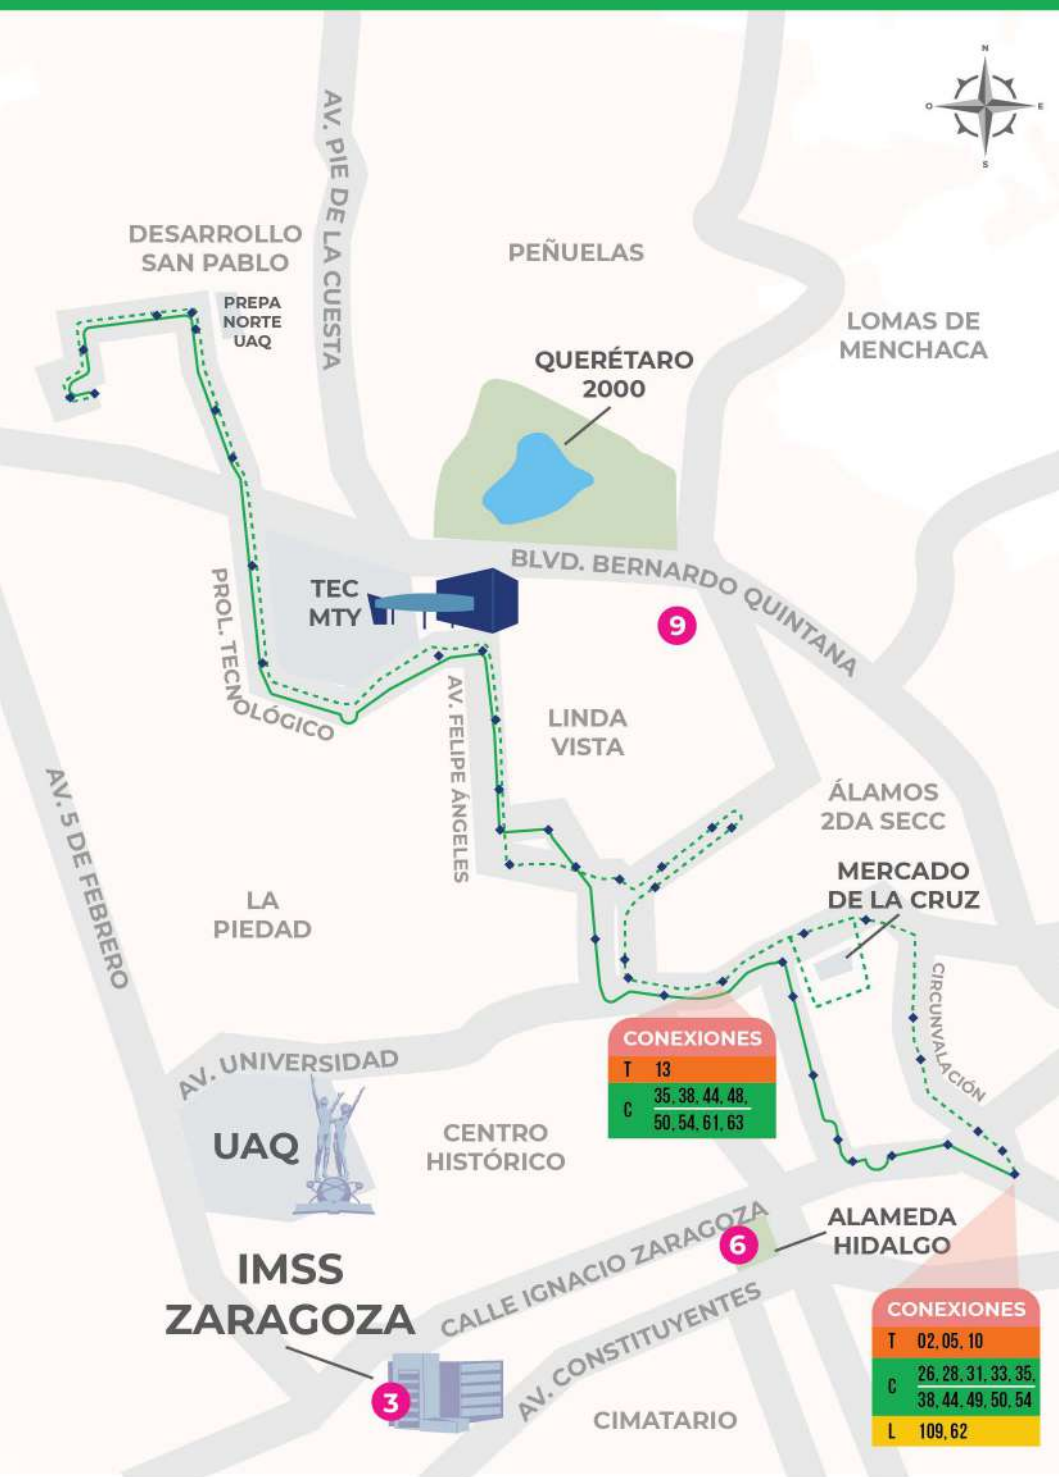 N
O
E
S
AV. PIE DE LA CUESTA
DESARROLLO
SAN PABLO
PEÑUELAS
PREPA
NORTE
UAQ
LOMAS DE
MENCHACA
QUERÉTARO
2000
BLVD. BERNARDO QUINTANA
TEC
MTY
9
PROL. TECNOLÓGICO
AV. FELIPE ÁNGELES
LINDA
VISTA
AV. 5 DE FEBRERO
ÁLAMOS
2DA SECC
MERCADO
DE LA CRUZ
LA
PIEDAD
CIRCUNVALACIÓN
CONEXIONES
T 13
C 35, 38, 44, 48,
50, 54, 61, 63
AV. UNIVERSIDAD
UAQ
CENTRO
HISTÓRICO
CALLE IGNACIO ZARAGOZA
6
ALAMEDA
HIDALGO
IMSS
ZARAGOZA
AV. CONSTITUYENTES
3
CIMATARIO
CONEXIONES
T 02, 05, 10
C 26, 28, 31, 33, 35,
38, 44, 49, 50, 54
L 109, 62